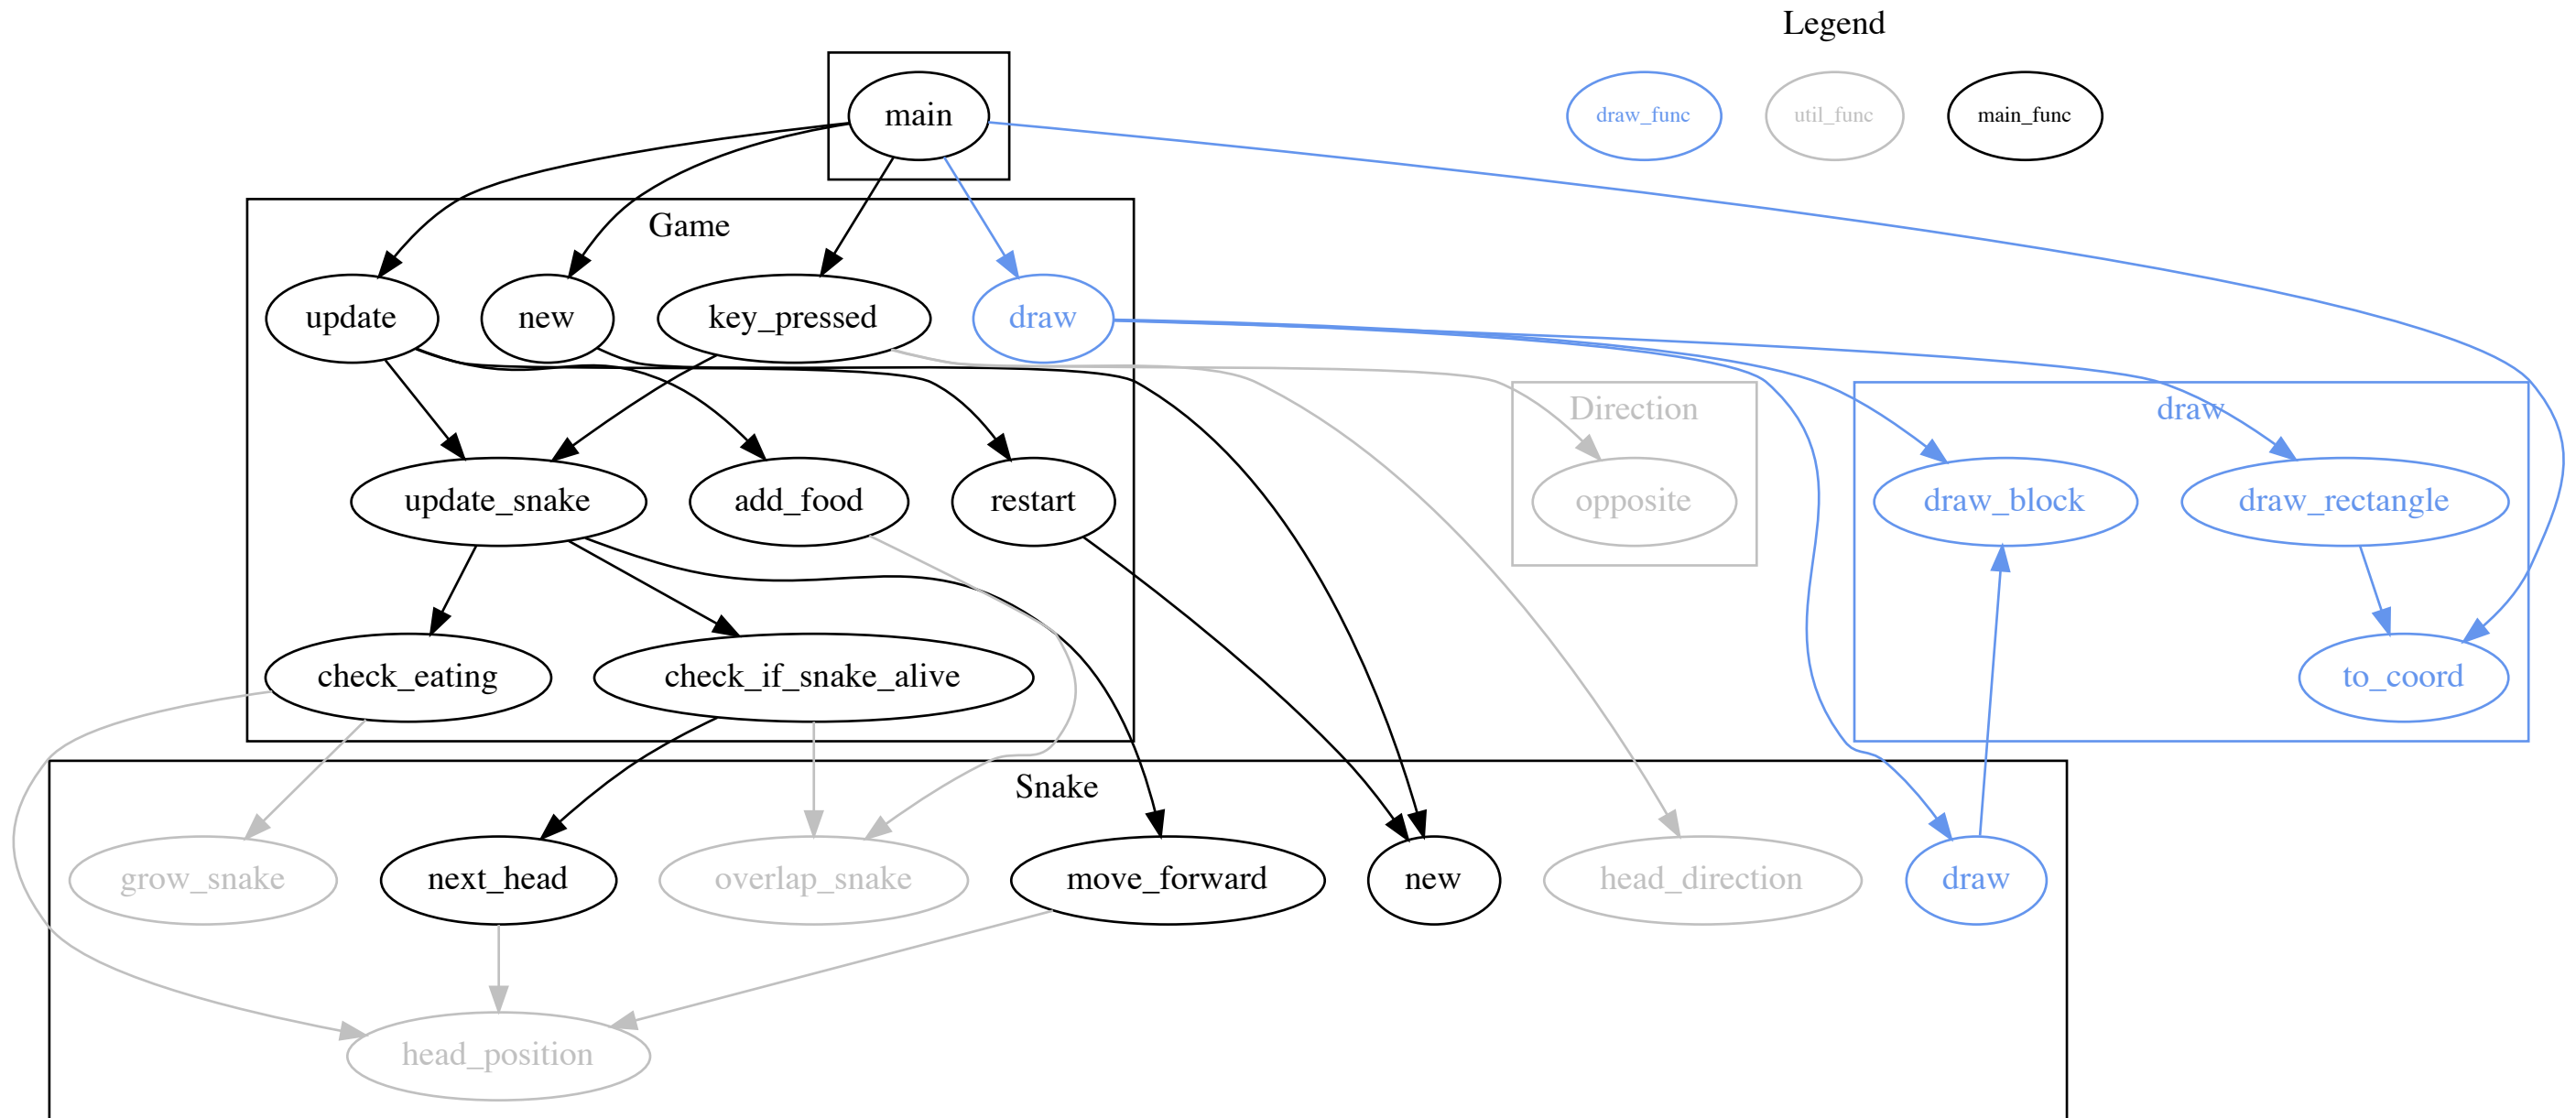 Legend
main
draw_func
util_func
main_func
Game
update
new
key_pressed
draw
Direction
draw
update_snake
add_food
restart
opposite
draw_block
draw_rectangle
check_eating
check_if_snake_alive
to_coord
Snake
grow_snake
next_head
overlap_snake
move_forward
new
head_direction
draw
head_position